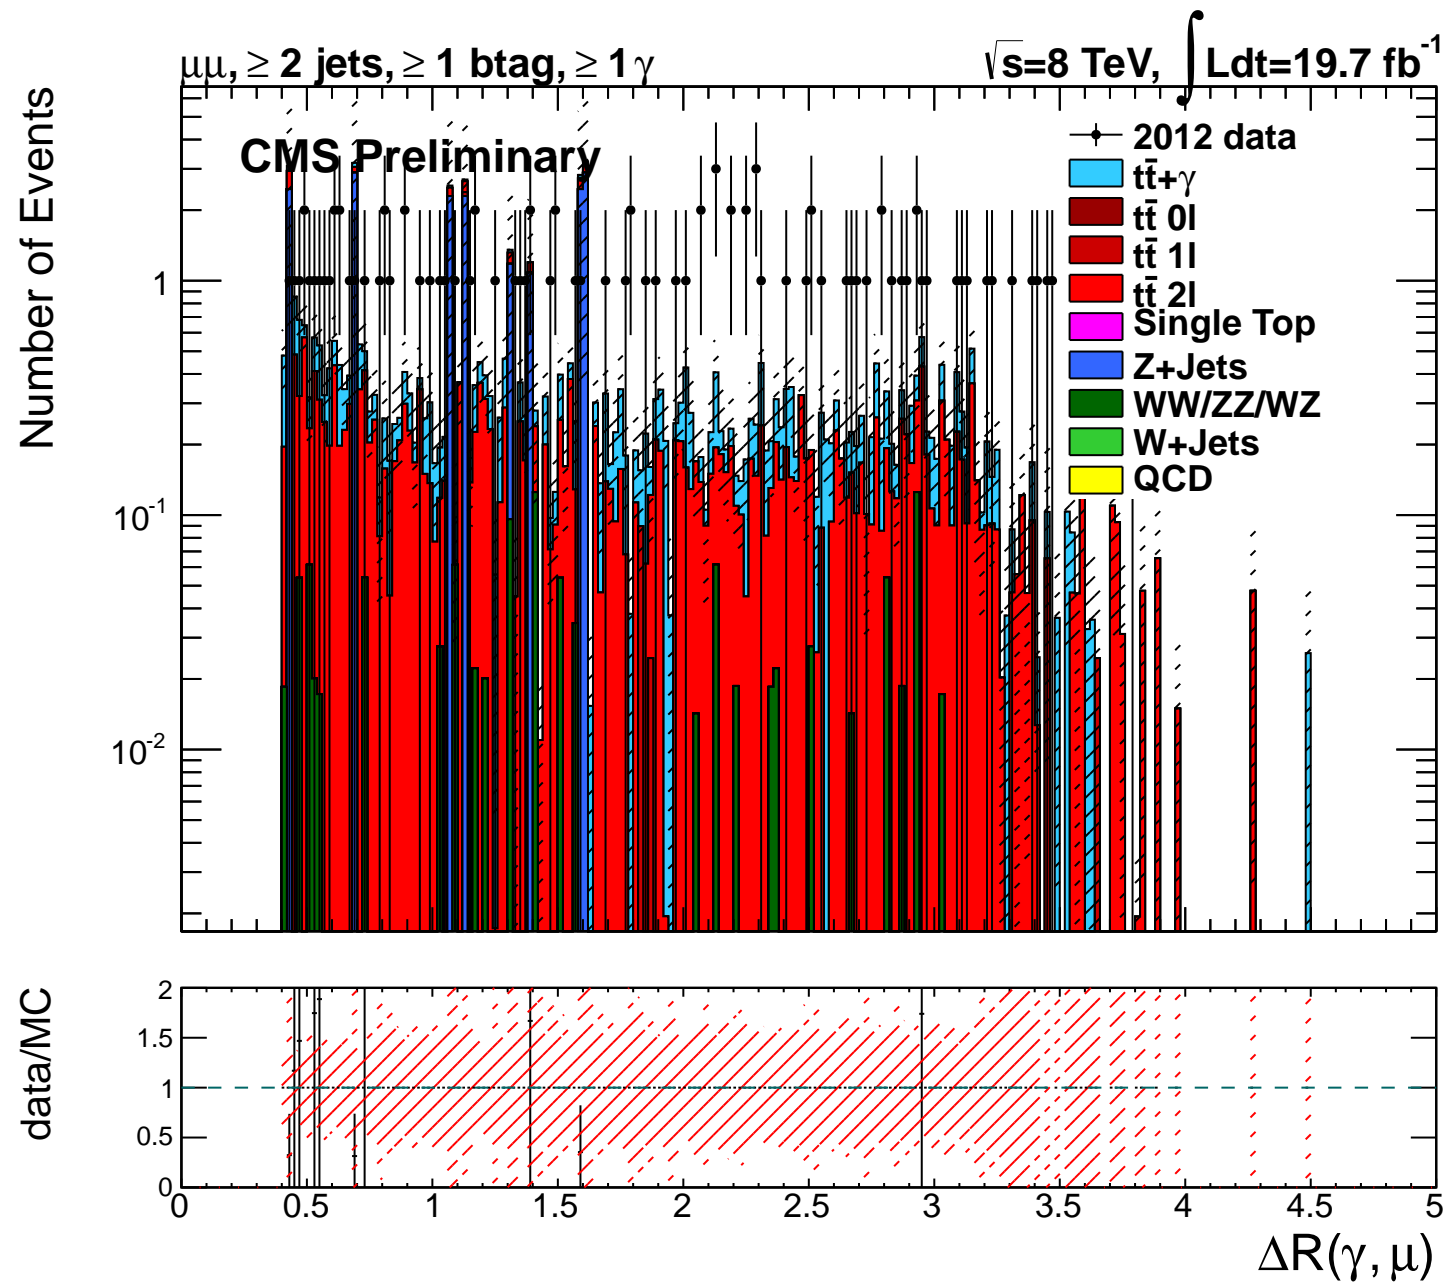 μμ, ≥ 2 jets, ≥ 1 btag, ≥ 1 γ
√s=8 TeV, ∫ Ldt=19.7 fb⁻¹
CMS Preliminary
2012 data
tt̄+γ
tt̄ 0l
tt̄ 1l
tt̄ 2l
Single Top
Z+Jets
WW/ZZ/WZ
W+Jets
QCD
Number of Events
1
10⁻¹
10⁻²
data/MC
2
1.5
1
0.5
0
0 0.5 1 1.5 2 2.5 3 3.5 4 4.5 5
ΔR(γ, μ)